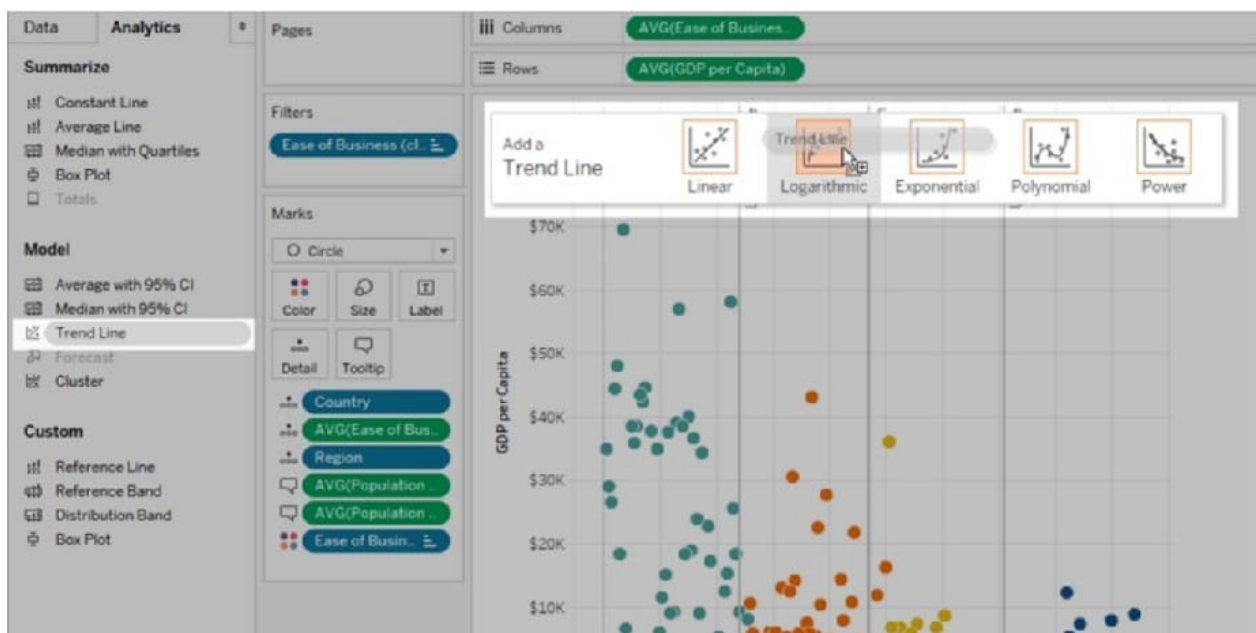 Data
Analytics
Summarize
Constant Line
Average Line
Median with Quartiles
Box Plot
Totals
Model
Average with 95% CI
Median with 95% CI
Trend Line
Forecast
Cluster
Custom
Reference Line
Reference Band
Distribution Band
Box Plot
Pages
Filters
Ease of Business (cl..
Marks
Circle
Color
Size
Label
Detail
Tooltip
Country
AVG(Ease of Bus..
Region
AVG(Population ..
AVG(Population ..
Ease of Busin..
Columns
AVG(Ease of Busines..
Rows
AVG(GDP per Capita)
Add a
Trend Line
Trend Line
Linear
Logarithmic
Exponential
Polynomial
Power
GDP per Capita
$70K
$60K
$50K
$40K
$30K
$20K
$10K